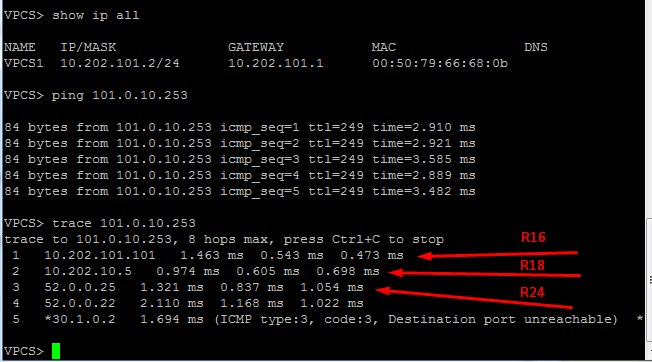 VPCS> show ip all
NAME IP/MASK GATEWAY MAC DNS
VPCS1 10.202.101.2/24 10.202.101.1 00:50:79:66:68:0b
VPCS> ping 101.0.10.253
84 bytes from 101.0.10.253 icmp_seq=1 ttl=249 time=2.910 ms
84 bytes from 101.0.10.253 icmp_seq=2 ttl=249 time=2.921 ms
84 bytes from 101.0.10.253 icmp_seq=3 ttl=249 time=3.585 ms
84 bytes from 101.0.10.253 icmp_seq=4 ttl=249 time=2.889 ms
84 bytes from 101.0.10.253 icmp_seq=5 ttl=249 time=3.482 ms
VPCS> trace 101.0.10.253
trace to 101.0.10.253, 8 hops max, press Ctrl+C to stop
1 10.202.101.101 1.463 ms 0.543 ms 0.473 ms R16
2 10.202.10.5 0.974 ms 0.605 ms 0.698 ms R18
3 52.0.0.25 1.321 ms 0.837 ms 1.054 ms R24
4 52.0.0.22 2.110 ms 1.168 ms 1.022 ms
5 *30.1.0.2 1.694 ms (ICMP type:3, code:3, Destination port unreachable) *
VPCS>